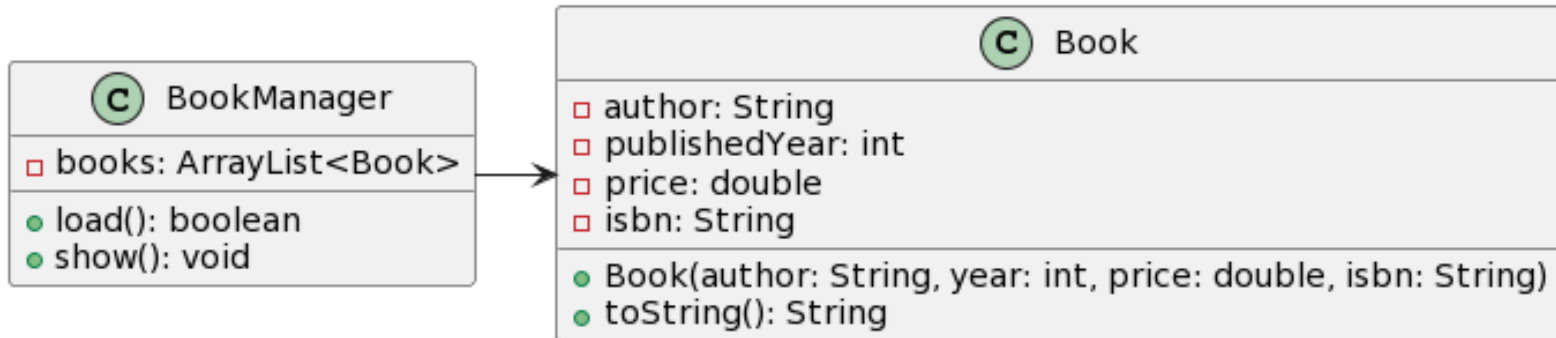 C BookManager
books: ArrayList<Book>
load(): boolean
show(): void
C Book
author: String
publishedYear: int
price: double
isbn: String
Book(author: String, year: int, price: double, isbn: String)
toString(): String